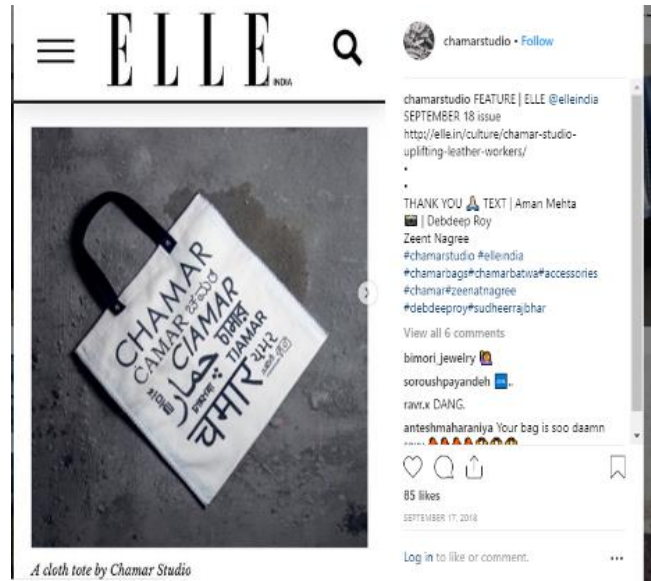 ELLE
INDIA
CHAMAR
CAMAR
CIAMAR
चमार
TJAMAR
A cloth tote by Chamar Studio
chamarstudio • Follow
chamarstudio FEATURE | ELLE @elleindia
SEPTEMBER 18 issue
http://elle.in/culture/chamar-studio-
uplifting-leather-workers/
•
•
THANK YOU 🙏 TEXT | Aman Mehta
📷 | Debdeep Roy
Zeent Nagree
#chamarstudio #elleindia
#chamarbags#chamarbatwa#accessories
#chamar#zeenatnagree
#debdeeproy#sudheerrajbhar
View all 6 comments
bimori_jewelry
soroushpayandeh
ravr.x DANG.
anteshmaharaniya Your bag is soo daamn
85 likes
SEPTEMBER 17, 2018
Log in to like or comment.